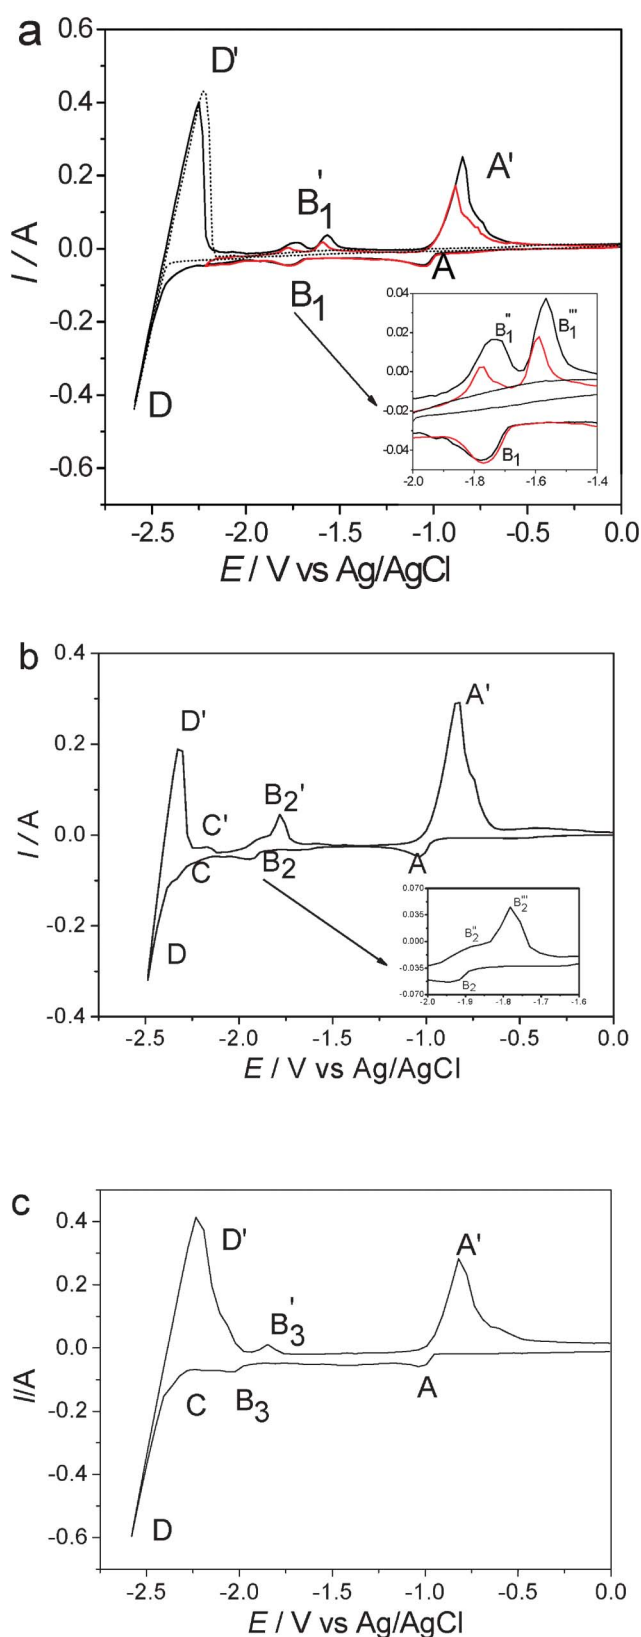 a
0.6
0.4
0.2
0.0
-0.2
-0.4
-0.6
I / A
D'
B1'
A'
B1
A
D
0.04
0.02
0.00
-0.02
-0.04
B1''
B1'''
B1
-2.0 -1.8 -1.6 -1.4
-2.5 -2.0 -1.5 -1.0 -0.5 0.0
E / V vs Ag/AgCl
b
0.4
0.2
0.0
-0.2
-0.4
I / A
D'
C'
B2'
A'
C
B2
A
D
0.070
0.035
0.000
-0.035
-0.070
B2''
B2'''
B2
-2.0 -1.9 -1.8 -1.7 -1.6
-2.5 -2.0 -1.5 -1.0 -0.5 0.0
E / V vs Ag/AgCl
c
0.4
0.2
0.0
-0.2
-0.4
-0.6
I/A
D'
B3'
A'
C
B3
A
D
-2.5 -2.0 -1.5 -1.0 -0.5 0.0
E / V vs Ag/AgCl